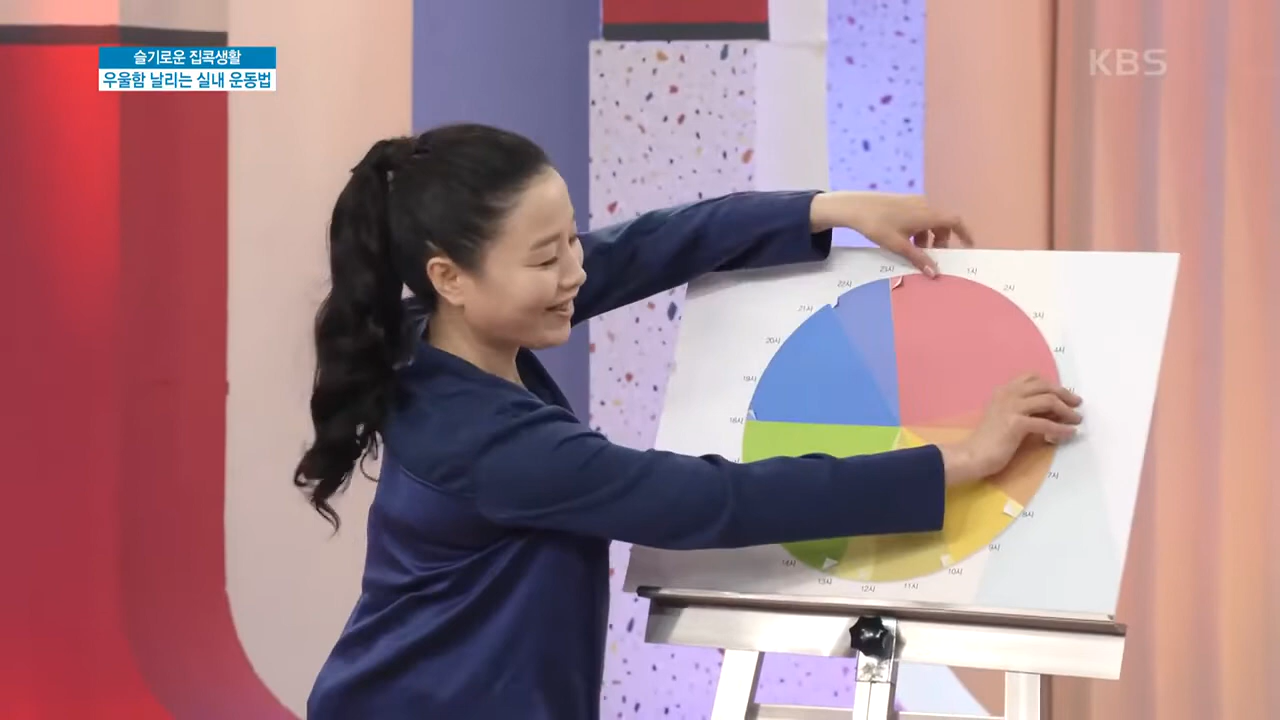 슬기로운 집콕생활
우울함 날리는 실내 운동법
KBS
23시
1시
22시
2시
21시
3시
20시
4시
19시
18시
7시
8시
9시
14시
10시
13시
11시
12시